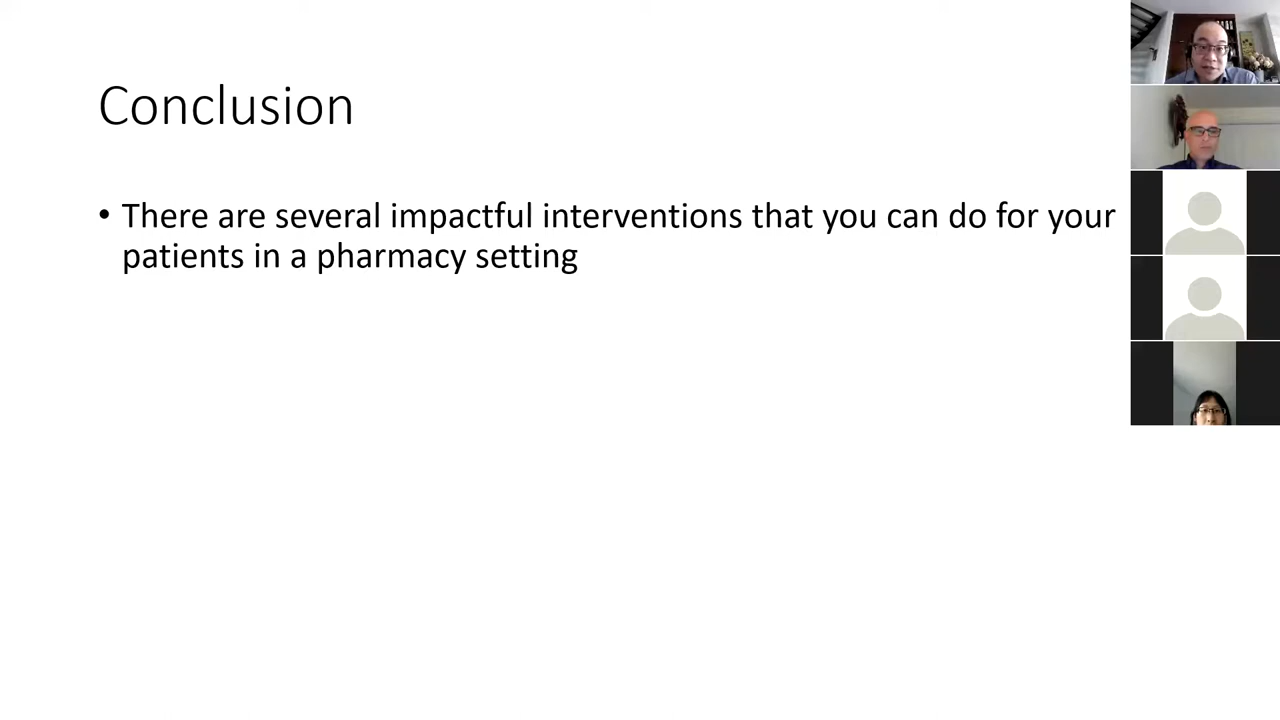 Conclusion
• There are several impactful interventions that you can do for your
patients in a pharmacy setting